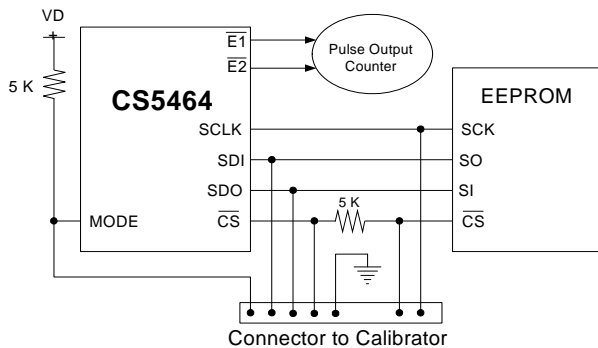 VD
+
5 K
CS5464
E1
E2
SCLK
SDI
SDO
CS
MODE
Pulse Output
Counter
5 K
EEPROM
SCK
SO
SI
CS
Connector to Calibrator